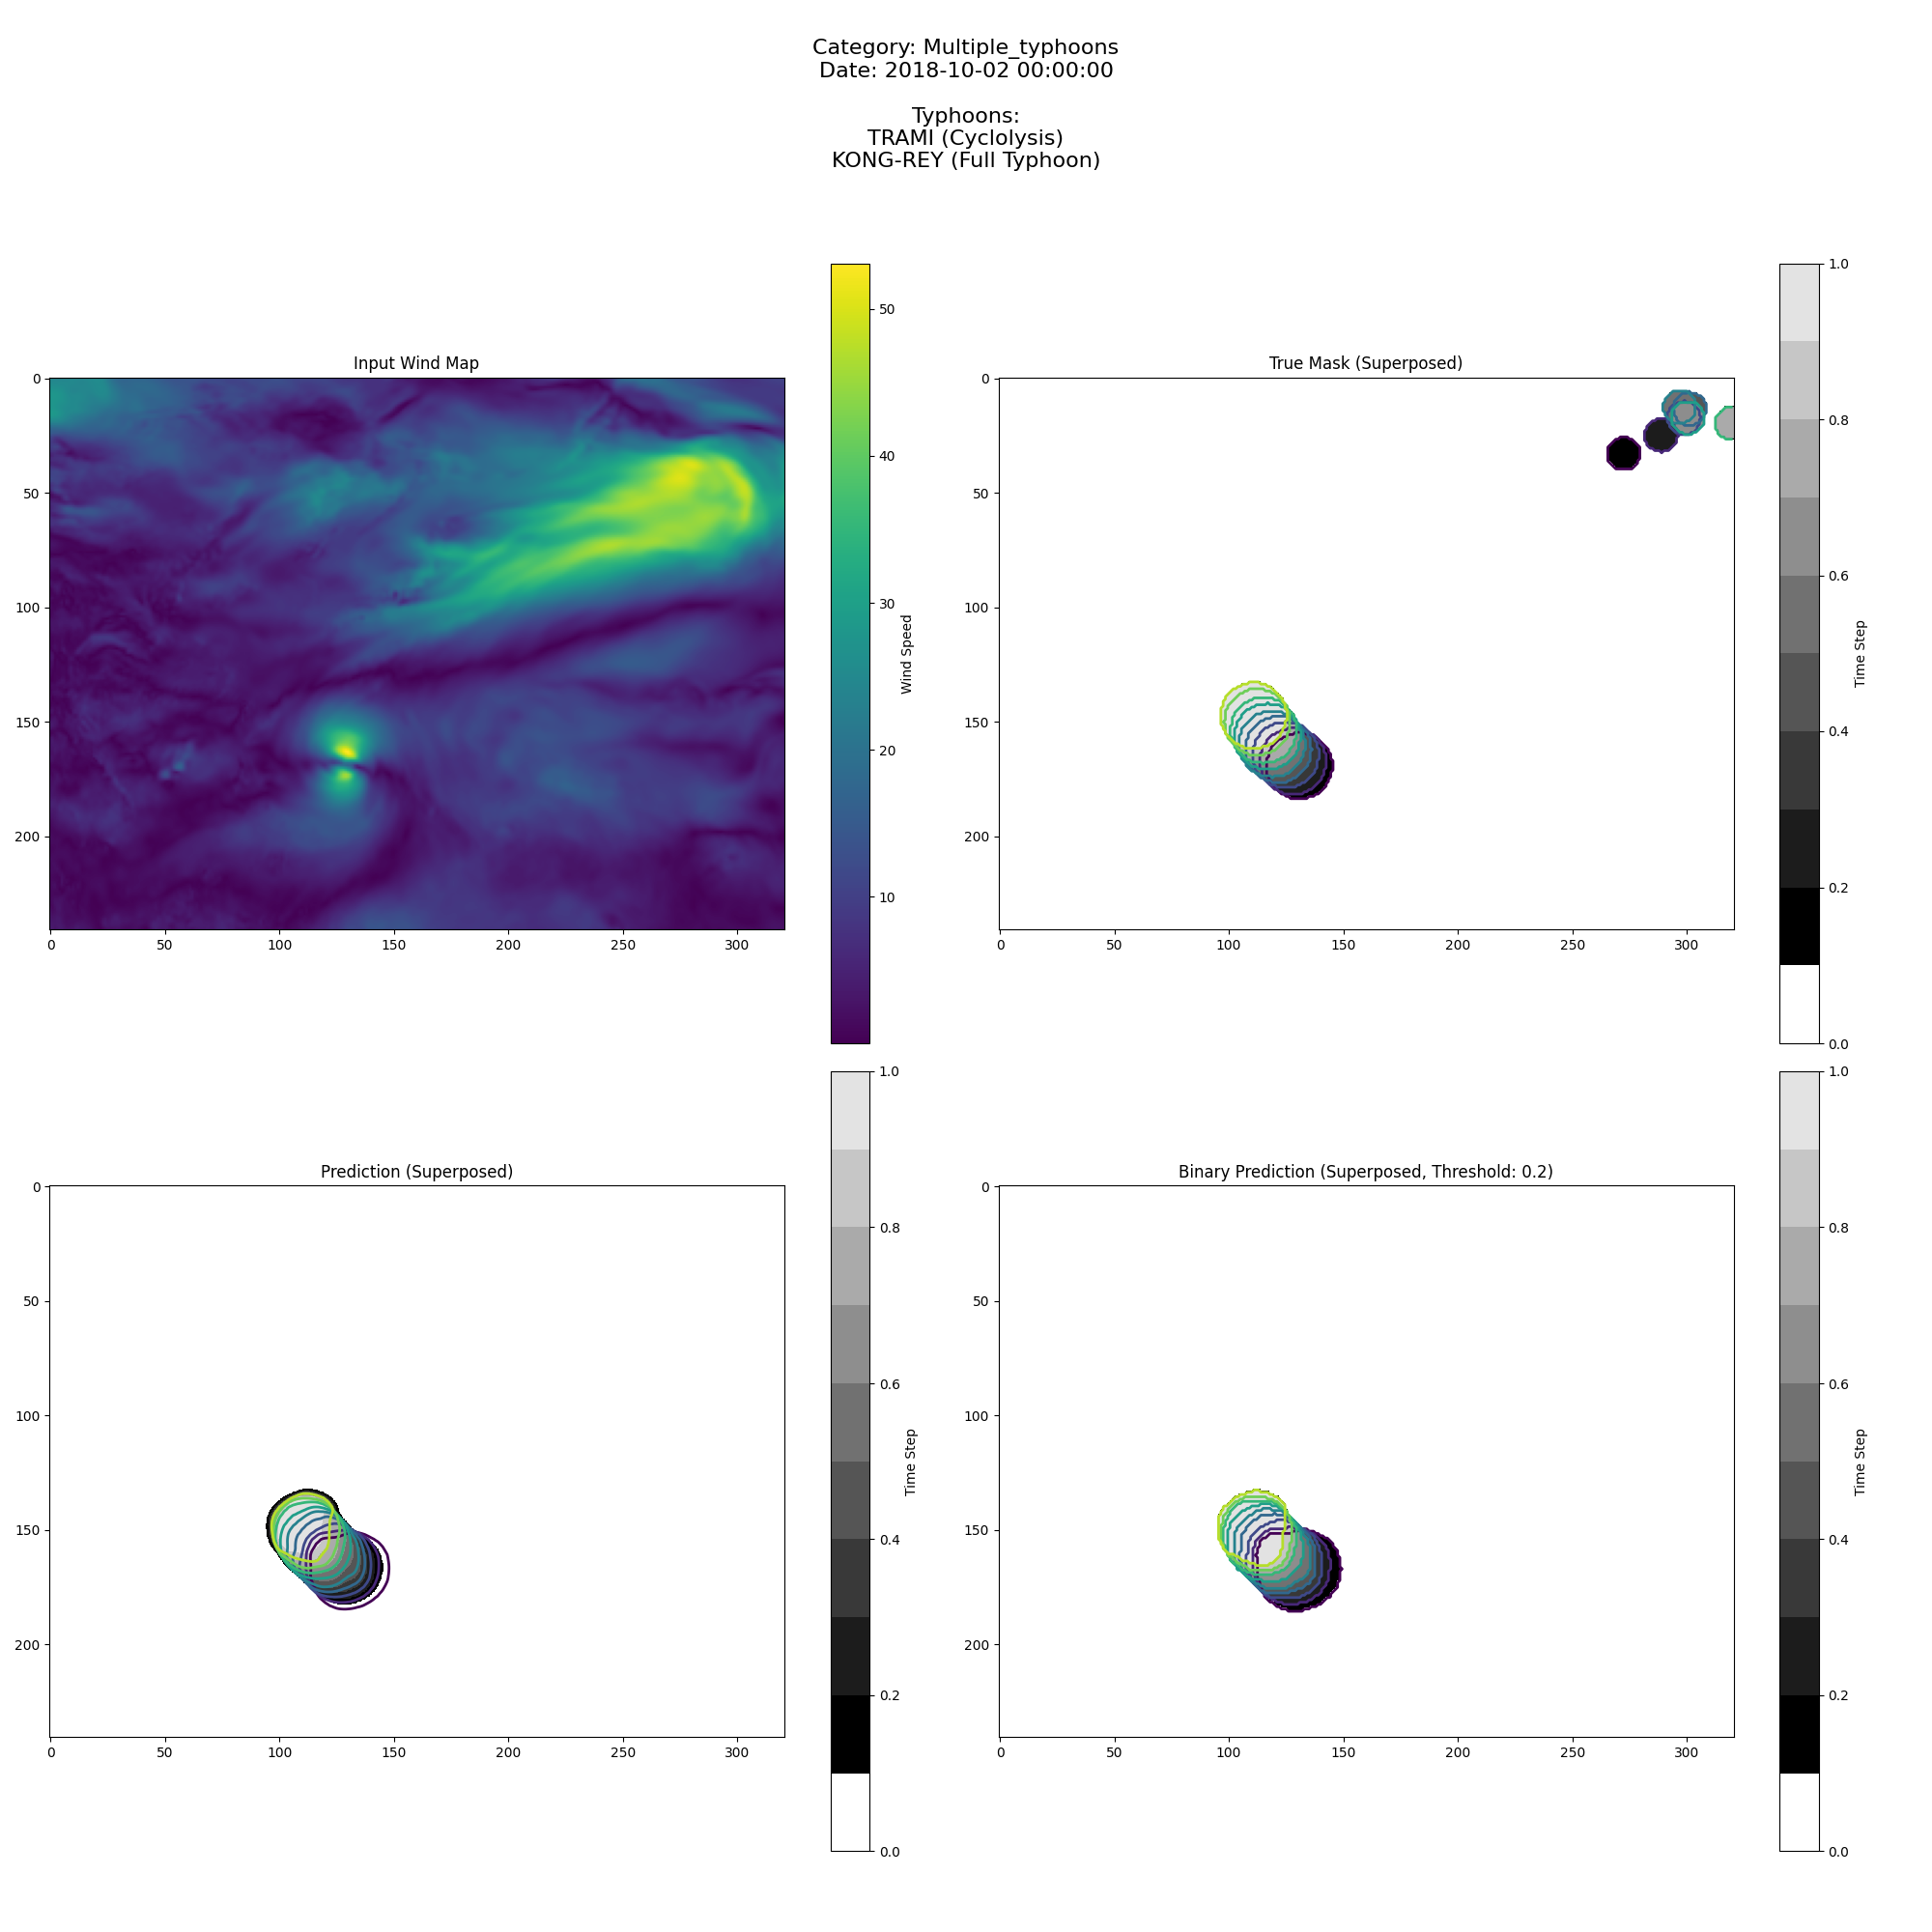 Category: Multiple_typhoons
Date: 2018-10-02 00:00:00
Typhoons:
TRAMI (Cyclolysis)
KONG-REY (Full Typhoon)
Input Wind Map
0
50
100
150
200
0 50 100 150 200 250 300
50
40
30
20
10
Wind Speed
True Mask (Superposed)
0
50
100
150
200
0 50 100 150 200 250 300
1.0
0.8
0.6
0.4
0.2
0.0
Time Step
Prediction (Superposed)
0
50
100
150
200
0 50 100 150 200 250 300
1.0
0.8
0.6
0.4
0.2
0.0
Time Step
Binary Prediction (Superposed, Threshold: 0.2)
0
50
100
150
200
0 50 100 150 200 250 300
1.0
0.8
0.6
0.4
0.2
0.0
Time Step